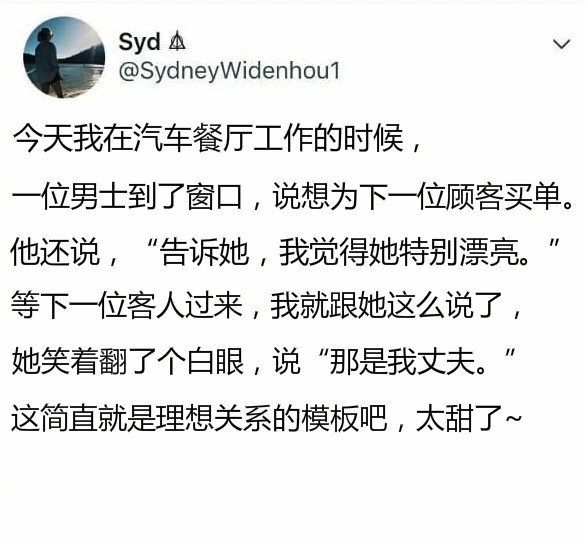 Syd
@SydneyWidenhou1
今天我在汽车餐厅工作的时候，
一位男士到了窗口，说想为下一位顾客买单。
他还说，“告诉她，我觉得她特别漂亮。”
等下一位客人过来，我就跟她这么说了，
她笑着翻了个白眼，说“那是我丈夫。”
这简直就是理想关系的模板吧，太甜了~